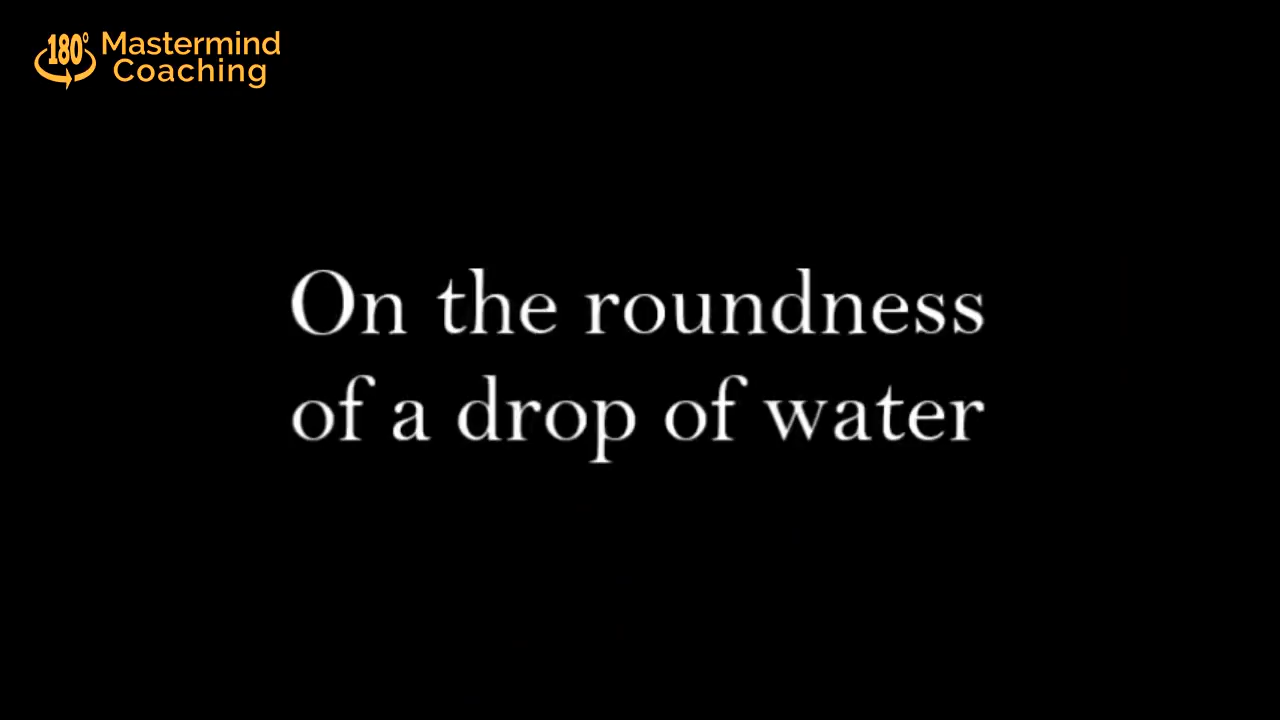 180°
Mastermind
Coaching
On the roundness
of a drop of water